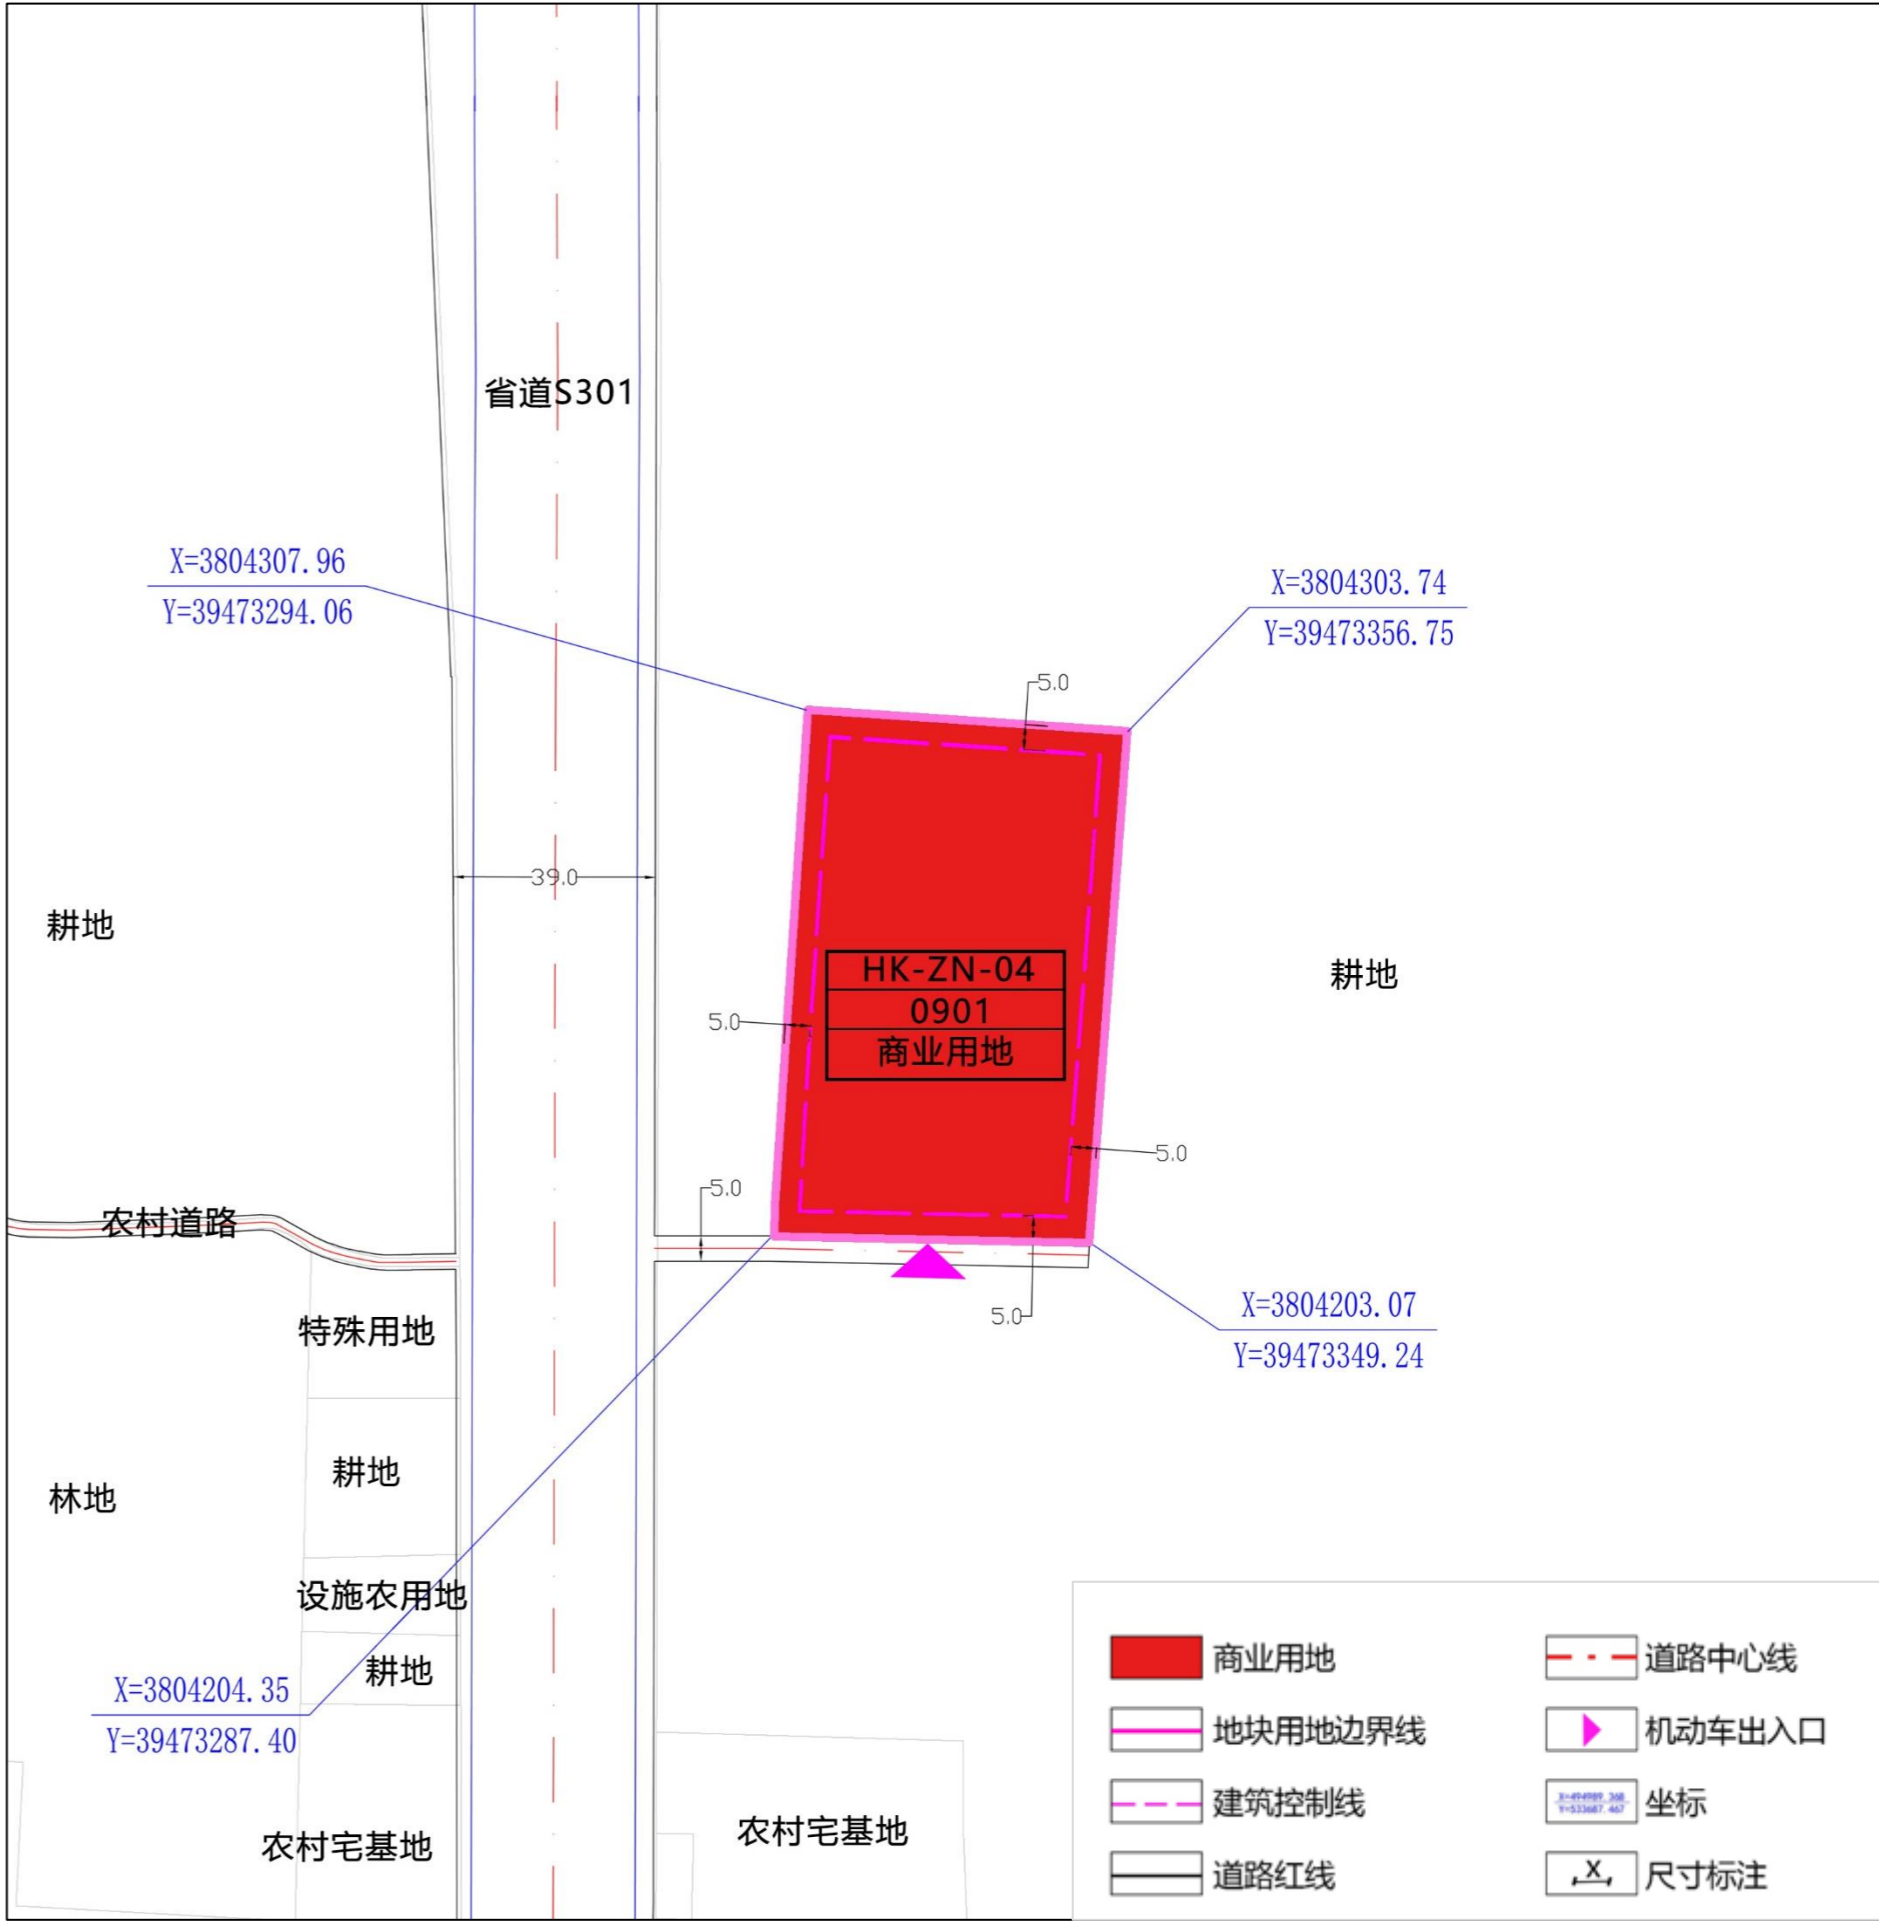 省道S301
X=3804307.96
Y=39473294.06
X=3804303.74
Y=39473356.75
5.0
39.0
耕地
HK-ZN-04
0901
商业用地
耕地
5.0
5.0
5.0
农村道路
5.0
X=3804203.07
Y=39473349.24
特殊用地
耕地
林地
设施农用地
耕地
X=3804204.35
Y=39473287.40
农村宅基地
农村宅基地
商业用地
道路中心线
地块用地边界线
机动车出入口
建筑控制线
X=494989.368
Y=533687.467
坐标
道路红线
X
尺寸标注